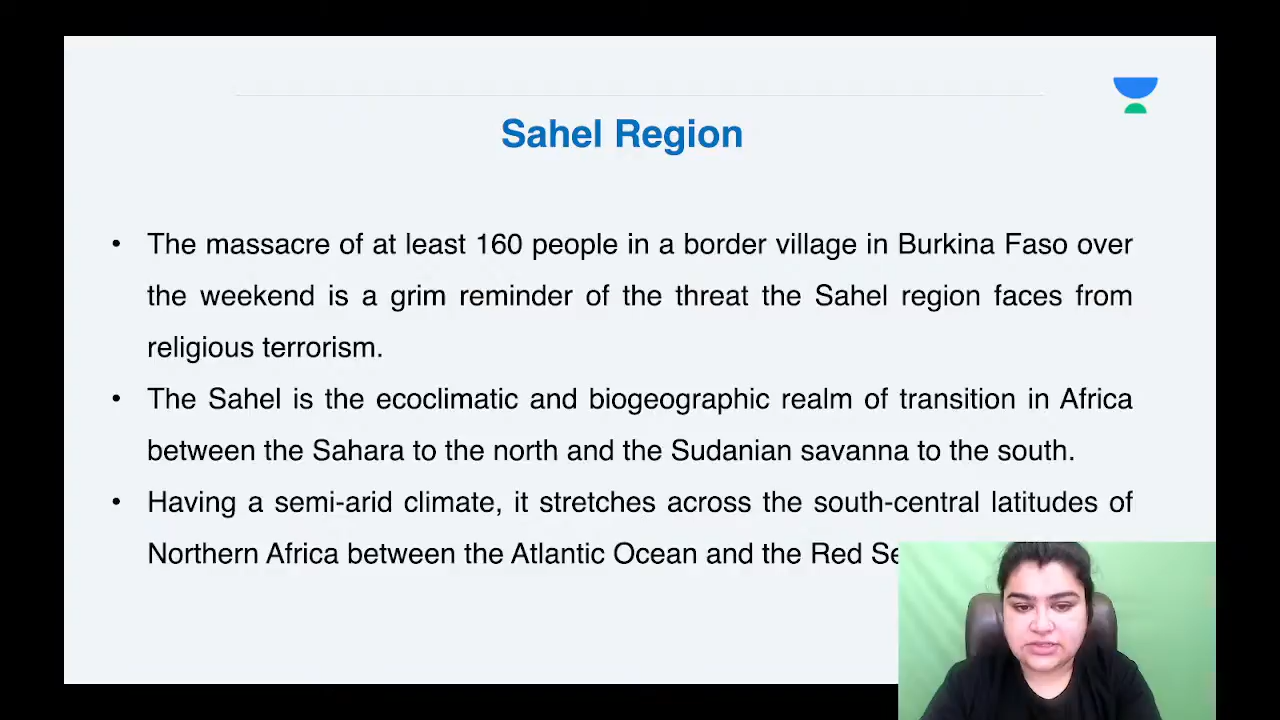 Sahel Region
• The massacre of at least 160 people in a border village in Burkina Faso over
the weekend is a grim reminder of the threat the Sahel region faces from
religious terrorism.
• The Sahel is the ecoclimatic and biogeographic realm of transition in Africa
between the Sahara to the north and the Sudanian savanna to the south.
• Having a semi-arid climate, it stretches across the south-central latitudes of
Northern Africa between the Atlantic Ocean and the Red